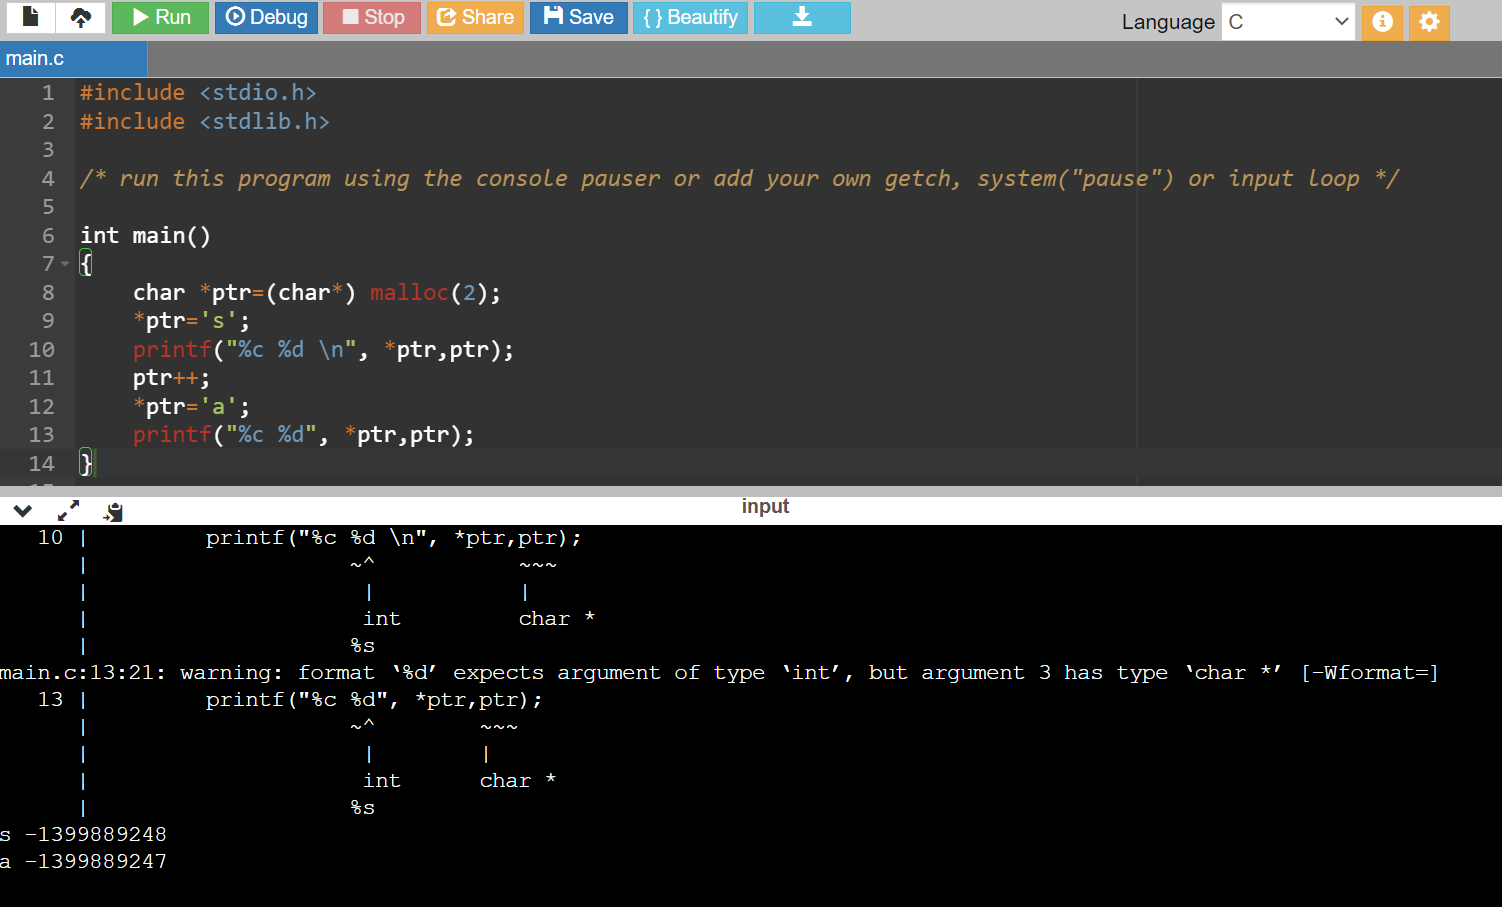 Run Debug Stop Share Save { } Beautify Language C
main.c
1 #include <stdio.h>
2 #include <stdlib.h>
3
4 /* run this program using the console pauser or add your own getch, system("pause") or input loop */
5
6 int main()
7 {
8 char *ptr=(char*) malloc(2);
9 *ptr='s';
10 printf("%c %d \n", *ptr,ptr);
11 ptr++;
12 *ptr='a';
13 printf("%c %d", *ptr,ptr);
14 }
input
10 | printf("%c %d \n", *ptr,ptr);
| ~^ ~~~
| | |
| int char *
| %s
main.c:13:21: warning: format ‘%d’ expects argument of type ‘int’, but argument 3 has type ‘char *’ [-Wformat=]
13 | printf("%c %d", *ptr,ptr);
| ~^ ~~~
| | |
| int char *
| %s
s -1399889248
a -1399889247